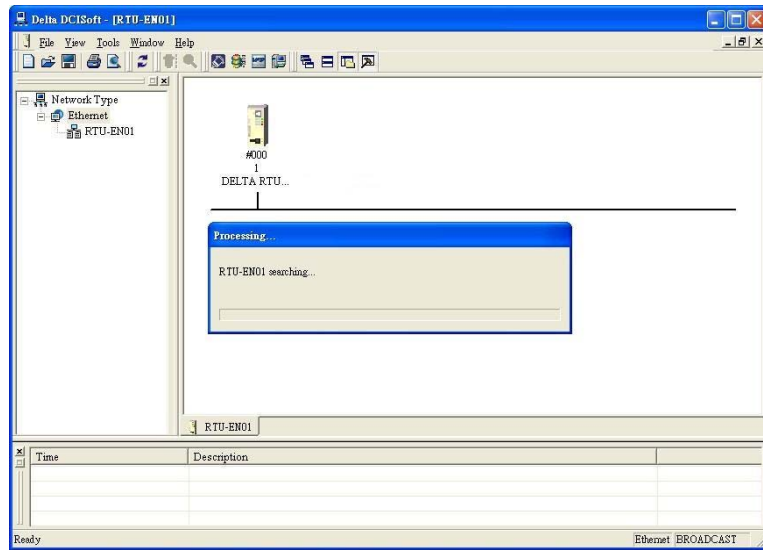 Delta DCISoft - [RTU-EN01]
File View Tools Window Help
Network Type
Ethernet
RTU-EN01
#000
1
DELTA RTU...
Processing...
RTU-EN01 searching...
RTU-EN01
Time Description
Ready Ethernet BROADCAST